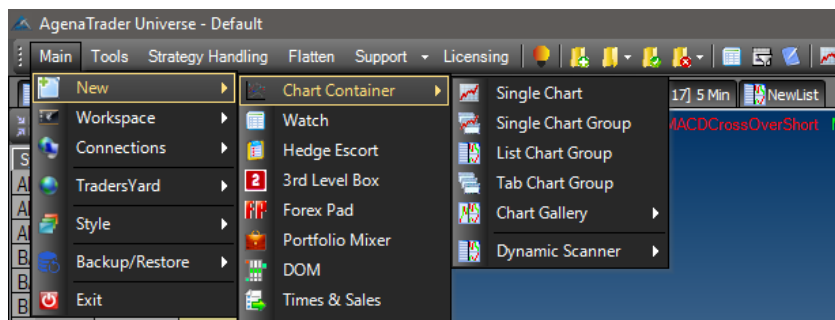 AgenaTrader Universe - Default
Main Tools Strategy Handling Flatten Support Licensing
New Chart Container Single Chart 17] 5 Min NewList
Workspace Watch Single Chart Group MACDCrossOverShort
Connections Hedge Escort List Chart Group
TradersYard 3rd Level Box Tab Chart Group
Style Forex Pad Chart Gallery
Backup/Restore Portfolio Mixer Dynamic Scanner
Exit DOM
Times & Sales